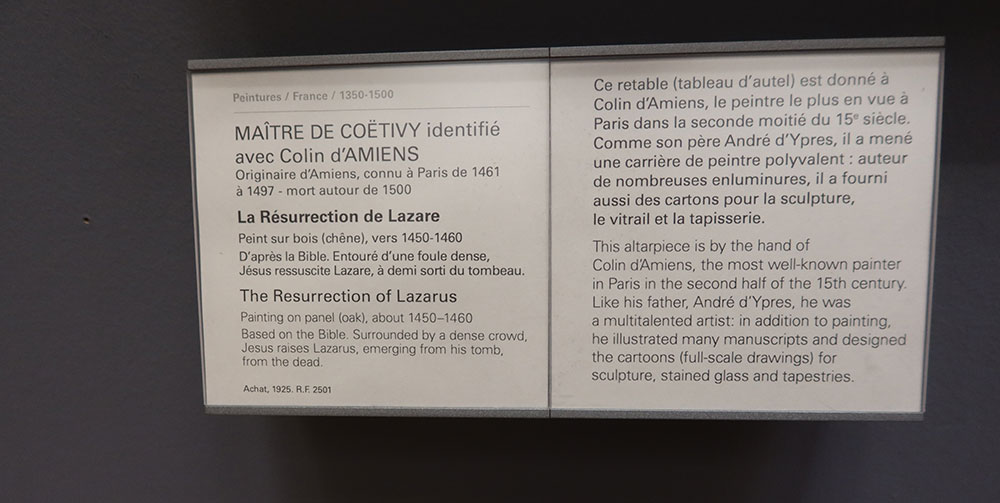 Peintures / France / 1350-1500
MAÎTRE DE COËTIVY identifié
avec Colin d'AMIENS
Originaire d'Amiens, connu à Paris de 1461
à 1497 - mort autour de 1500
La Résurrection de Lazare
Peint sur bois (chêne), vers 1450-1460
D'après la Bible. Entouré d'une foule dense,
Jésus ressuscite Lazare, à demi sorti du tombeau.
The Resurrection of Lazarus
Painting on panel (oak), about 1450–1460
Based on the Bible. Surrounded by a dense crowd,
Jesus raises Lazarus, emerging from his tomb,
from the dead.
Achat, 1925. R.F. 2501
Ce retable (tableau d'autel) est donné à
Colin d'Amiens, le peintre le plus en vue à
Paris dans la seconde moitié du 15e siècle.
Comme son père André d'Ypres, il a mené
une carrière de peintre polyvalent : auteur
de nombreuses enluminures, il a fourni
aussi des cartons pour la sculpture,
le vitrail et la tapisserie.
This altarpiece is by the hand of
Colin d'Amiens, the most well-known painter
in Paris in the second half of the 15th century.
Like his father, André d'Ypres, he was
a multitalented artist: in addition to painting,
he illustrated many manuscripts and designed
the cartoons (full-scale drawings) for
sculpture, stained glass and tapestries.